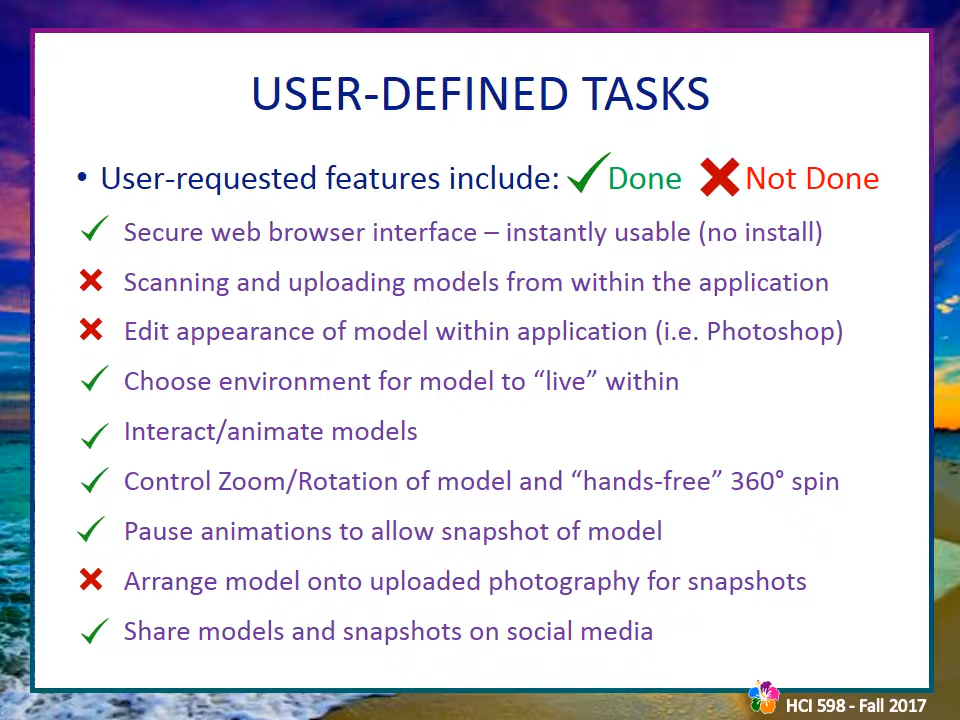 USER-DEFINED TASKS
• User-requested features include: Done Not Done
Secure web browser interface – instantly usable (no install)
Scanning and uploading models from within the application
Edit appearance of model within application (i.e. Photoshop)
Choose environment for model to “live” within
Interact/animate models
Control Zoom/Rotation of model and “hands-free” 360° spin
Pause animations to allow snapshot of model
Arrange model onto uploaded photography for snapshots
Share models and snapshots on social media
HCI 598 - Fall 2017